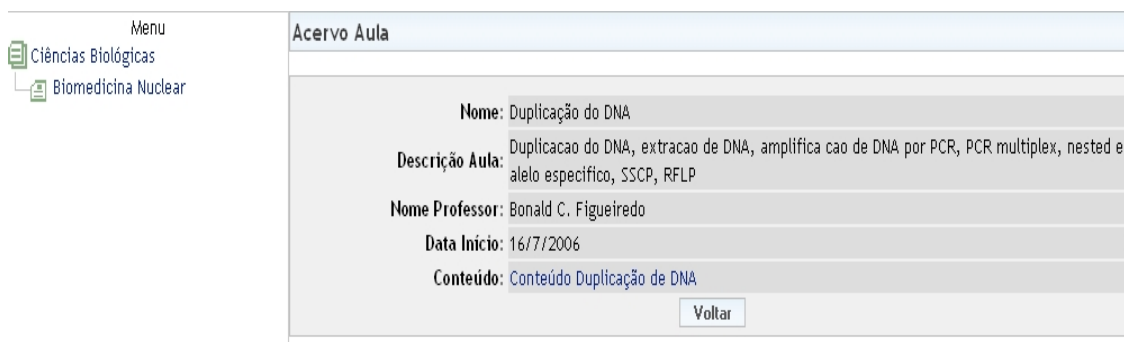 Menu
Ciências Biológicas
Biomedicina Nuclear
Acervo Aula
Nome: Duplicação do DNA
Descrição Aula: Duplicacao do DNA, extracao de DNA, amplifica cao de DNA por PCR, PCR multiplex, nested e
alelo especifico, SSCP, RFLP
Nome Professor: Bonald C. Figueiredo
Data Início: 16/7/2006
Conteúdo: Conteúdo Duplicação de DNA
Voltar